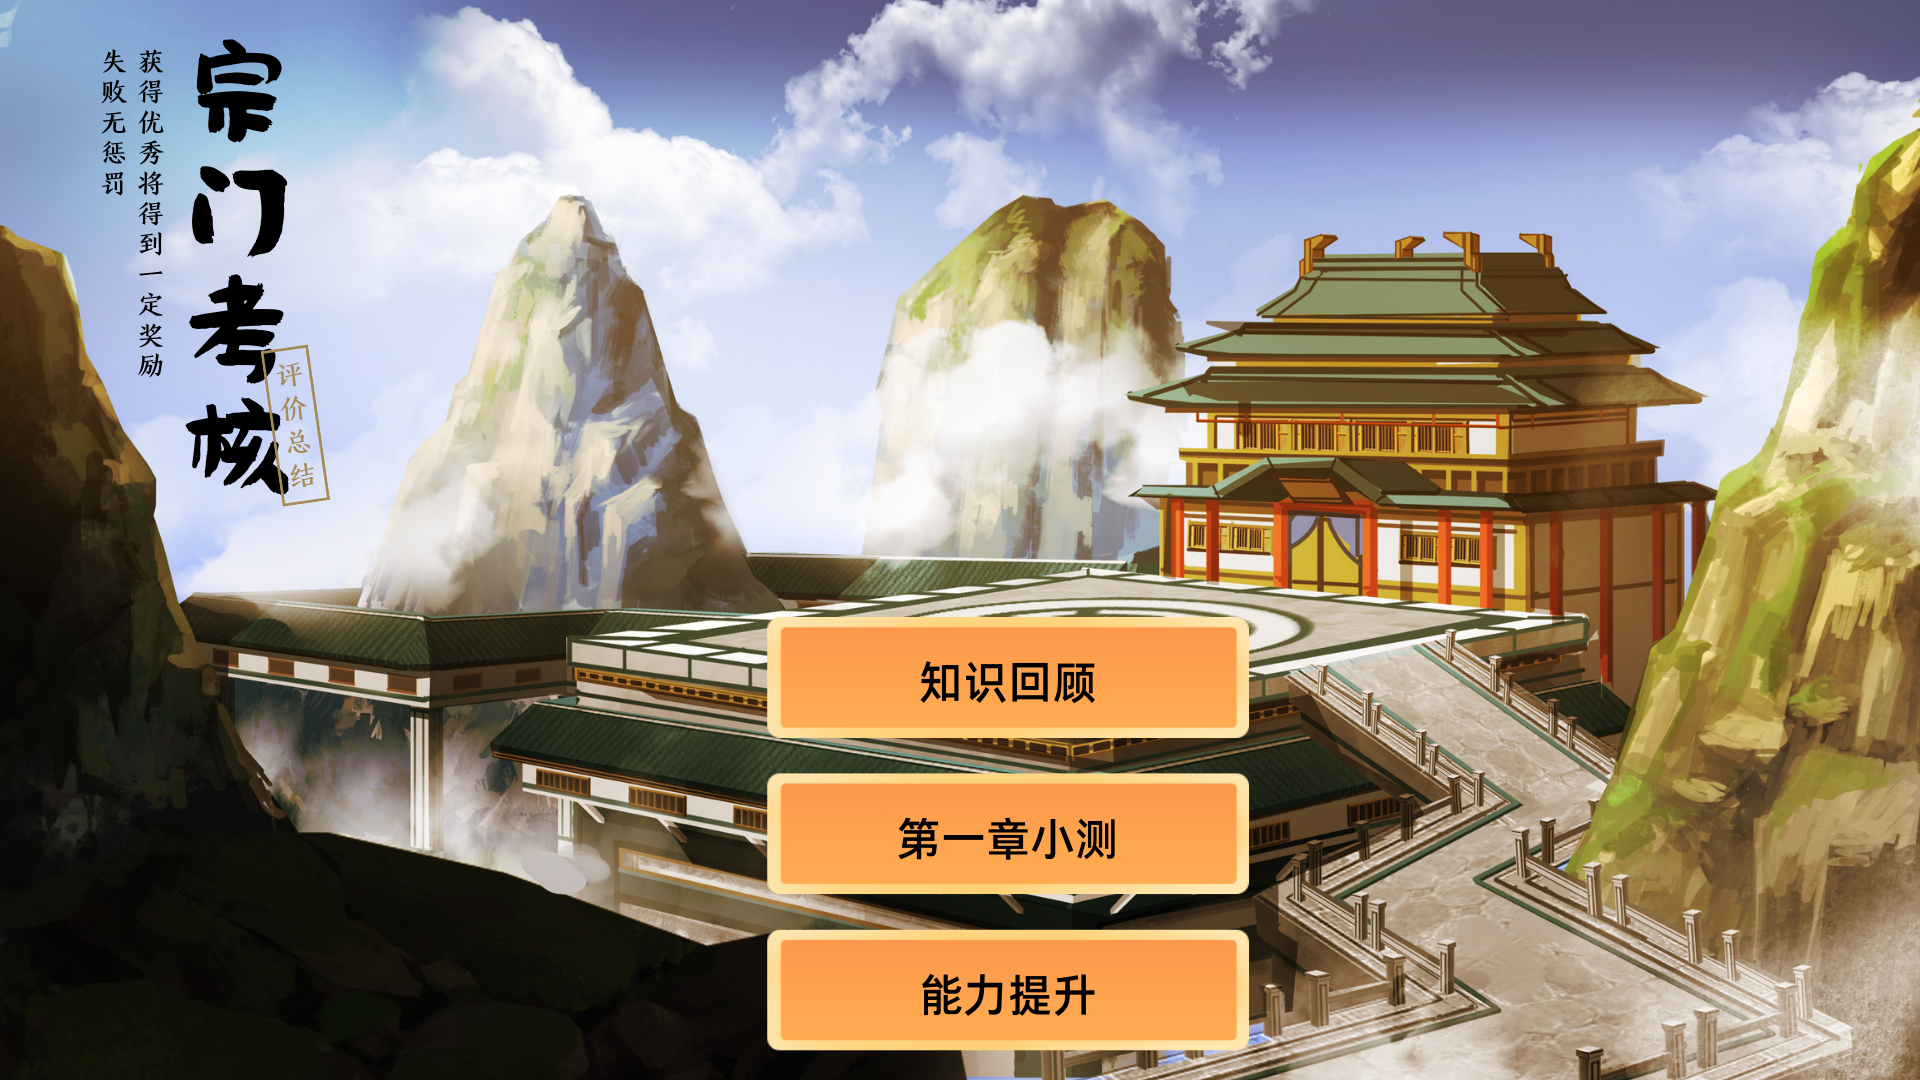 宗门考核
评价总结
获得优秀将得到一定奖励
失败无惩罚
知识回顾
第一章小测
能力提升